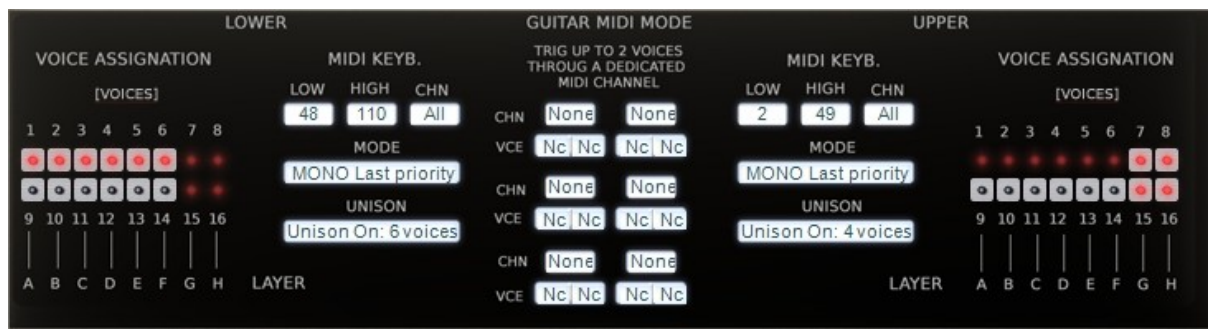 LOWER
GUITAR MIDI MODE
UPPER
VOICE ASSIGNATION
[VOICES]
1 2 3 4 5 6 7 8
9 10 11 12 13 14 15 16
A B C D E F G H
LAYER
MIDI KEYB.
LOW HIGH CHN
48 110 All
MODE
MONO Last priority
UNISON
Unison On: 6 voices
TRIG UP TO 2 VOICES
THROUG A DEDICATED
MIDI CHANNEL
CHN None None
VCE Nc Nc Nc Nc
CHN None None
VCE Nc Nc Nc Nc
CHN None None
VCE Nc Nc Nc Nc
MIDI KEYB.
LOW HIGH CHN
2 49 All
MODE
MONO Last priority
UNISON
Unison On: 4 voices
VOICE ASSIGNATION
[VOICES]
1 2 3 4 5 6 7 8
9 10 11 12 13 14 15 16
LAYER A B C D E F G H